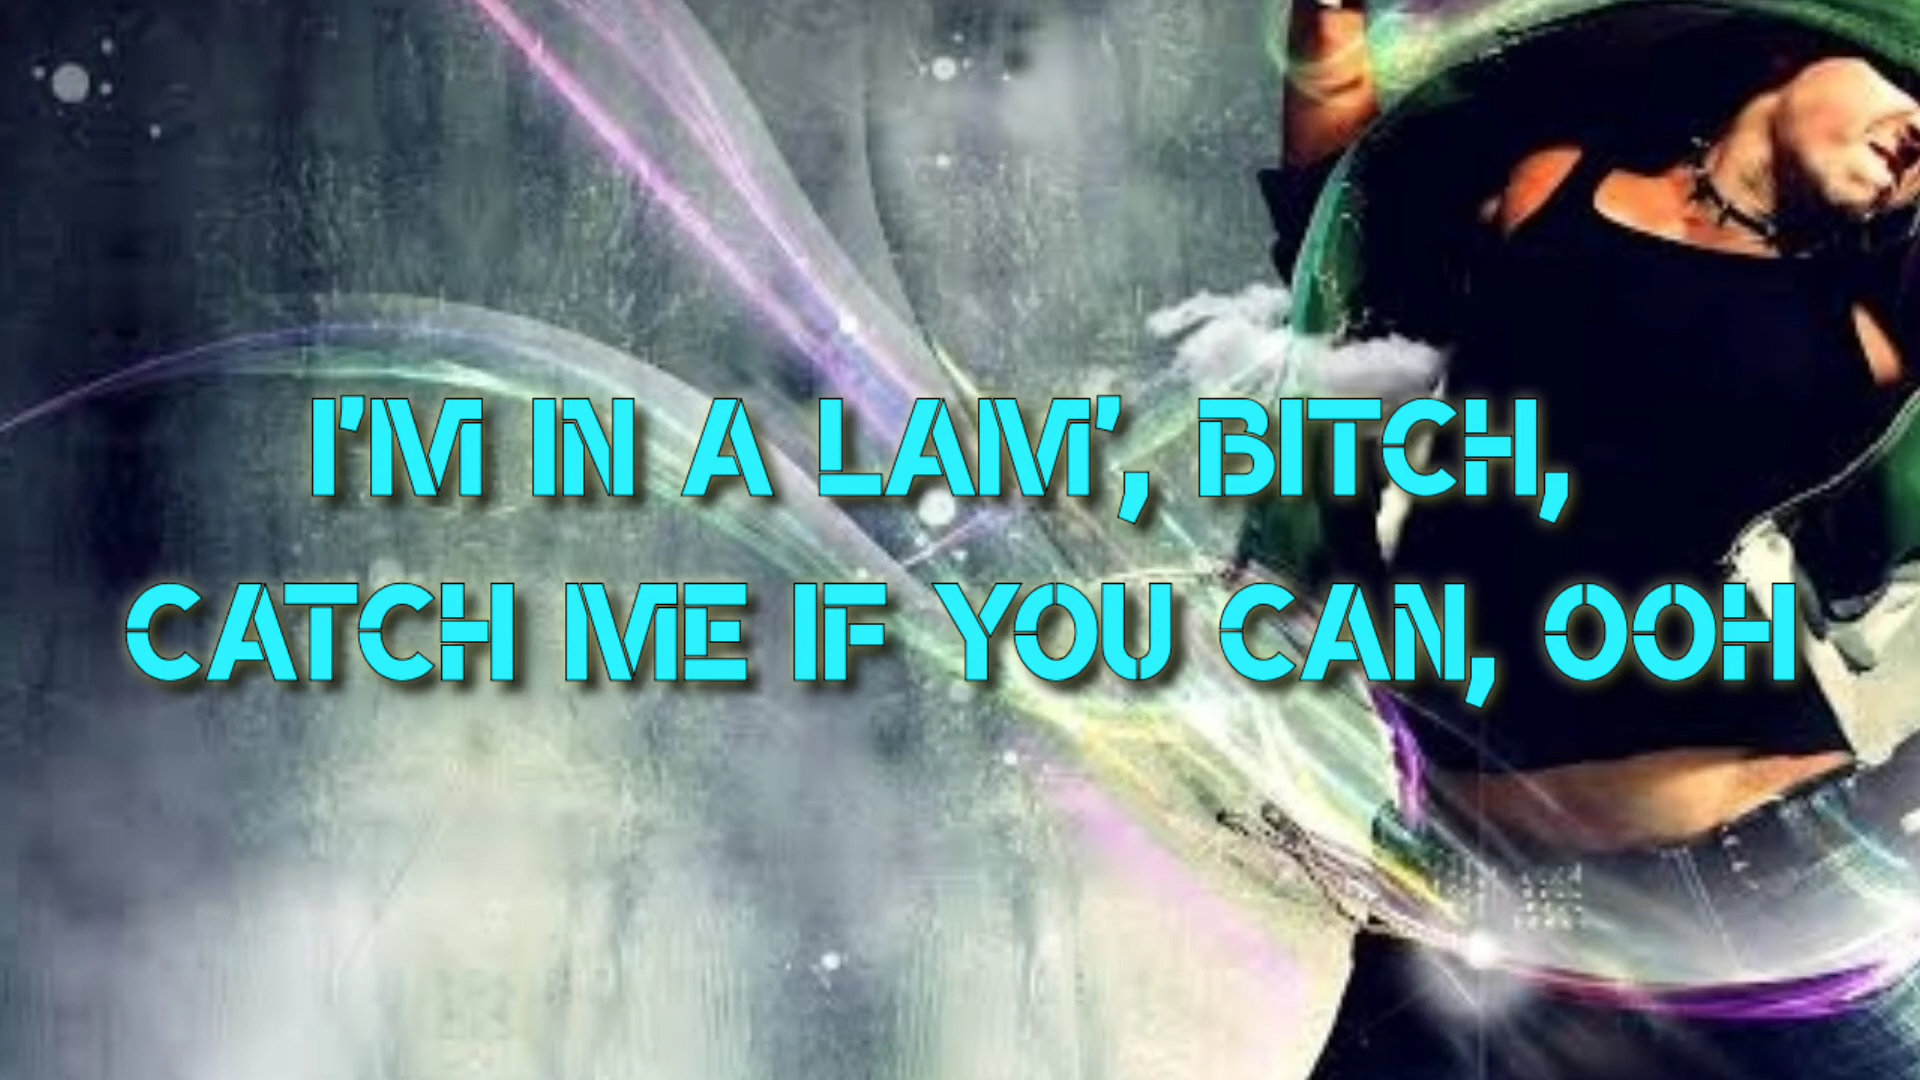 I'M IN A LAM', BITCH,
CATCH ME IF YOU CAN, OOH